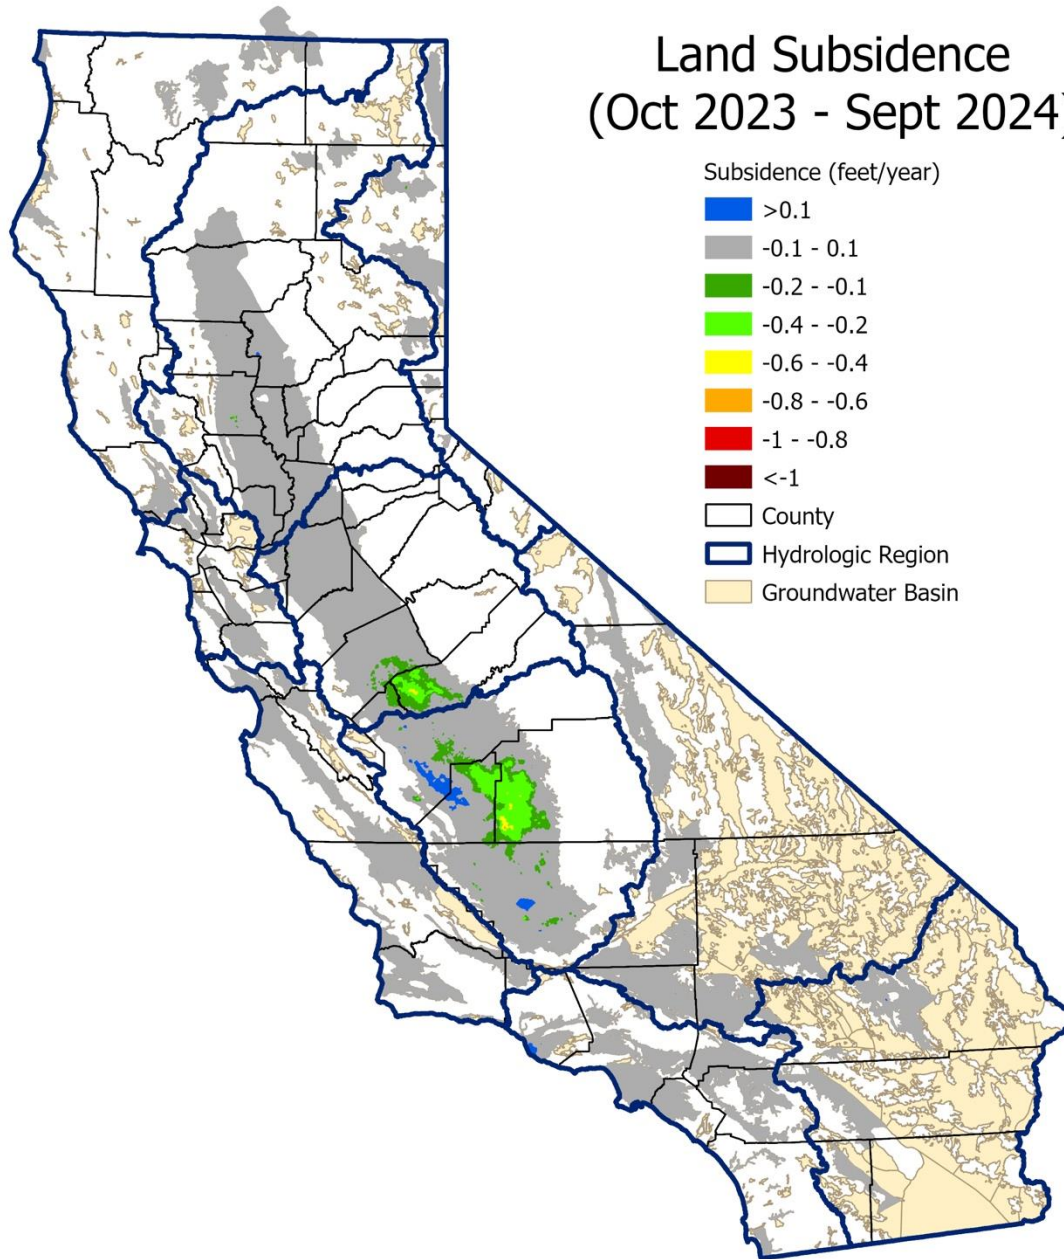 Land Subsidence
(Oct 2023 - Sept 2024)
Subsidence (feet/year)
>0.1
-0.1 - 0.1
-0.2 - -0.1
-0.4 - -0.2
-0.6 - -0.4
-0.8 - -0.6
-1 - -0.8
<-1
County
Hydrologic Region
Groundwater Basin